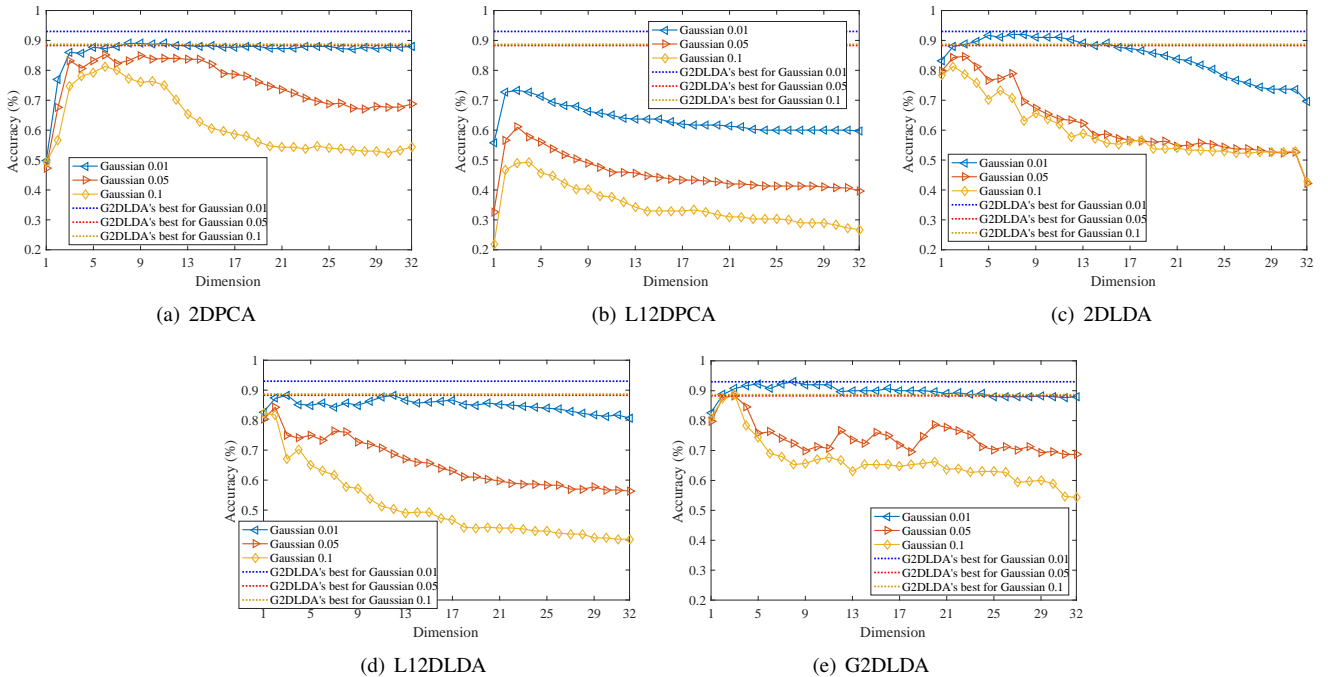 1
0.9
0.8
0.7
0.6
0.5
0.4
0.3
0.2
Accuracy (%)
1 5 9 13 17 21 25 29 32
Dimension
Gaussian 0.01
Gaussian 0.05
Gaussian 0.1
G2DLDA's best for Gaussian 0.01
G2DLDA's best for Gaussian 0.05
G2DLDA's best for Gaussian 0.1
(a) 2DPCA
1
0.9
0.8
0.7
0.6
0.5
0.4
0.3
0.2
Accuracy (%)
1 5 9 13 17 21 25 29 32
Dimension
Gaussian 0.01
Gaussian 0.05
Gaussian 0.1
G2DLDA's best for Gaussian 0.01
G2DLDA's best for Gaussian 0.05
G2DLDA's best for Gaussian 0.1
(b) L12DPCA
1
0.9
0.8
0.7
0.6
0.5
0.4
0.3
0.2
Accuracy (%)
1 5 9 13 17 21 25 29 32
Dimension
Gaussian 0.01
Gaussian 0.05
Gaussian 0.1
G2DLDA's best for Gaussian 0.01
G2DLDA's best for Gaussian 0.05
G2DLDA's best for Gaussian 0.1
(c) 2DLDA
1
0.9
0.8
0.7
0.6
0.5
Accuracy (%)
1 5 9 13 17 21 25 29 32
Dimension
Gaussian 0.01
Gaussian 0.05
Gaussian 0.1
G2DLDA's best for Gaussian 0.01
G2DLDA's best for Gaussian 0.05
G2DLDA's best for Gaussian 0.1
(d) L12DLDA
1
0.9
0.8
0.7
0.6
0.5
0.4
0.3
0.2
Accuracy (%)
1 5 9 13 17 21 25 29 32
Dimension
Gaussian 0.01
Gaussian 0.05
Gaussian 0.1
G2DLDA's best for Gaussian 0.01
G2DLDA's best for Gaussian 0.05
G2DLDA's best for Gaussian 0.1
(e) G2DLDA